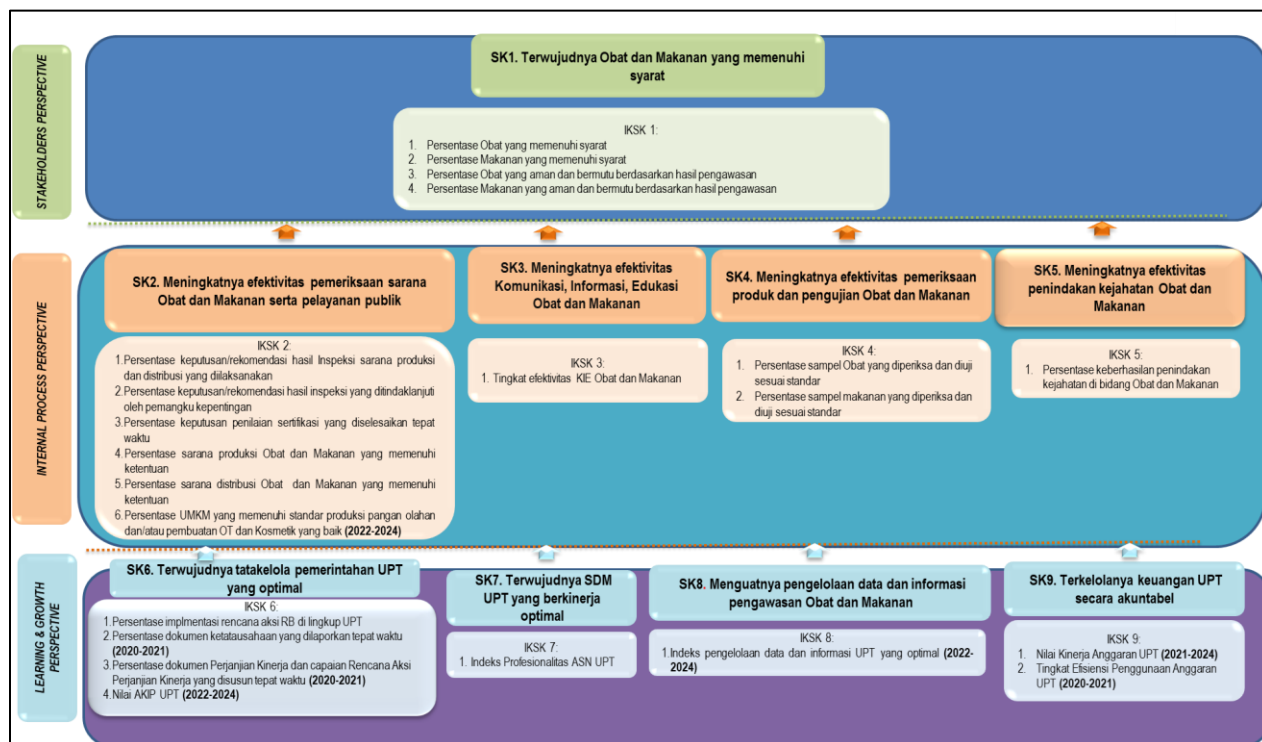 STAKEHOLDERS PERSPECTIVE
SK1. Terwujudnya Obat dan Makanan yang memenuhi
syarat
IKSK 1:
1. Persentase Obat yang memenuhi syarat
2. Persentase Makanan yang memenuhi syarat
3. Persentase Obat yang aman dan bermutu berdasarkan hasil pengawasan
4. Persentase Makanan yang aman dan bermutu berdasarkan hasil pengawasan
INTERNAL PROCESS PERSPECTIVE
SK2. Meningkatnya efektivitas pemeriksaan sarana
Obat dan Makanan serta pelayanan publik
IKSK 2:
1.Persentase keputusan/rekomendasi hasil Inspeksi sarana produksi
dan distribusi yang dilaksanakan
2.Persentase keputusan/rekomendasi hasil inspeksi yang ditindaklanjuti
oleh pemangku kepentingan
3.Persentase keputusan penilaian sertifikasi yang diselesaikan tepat
waktu
4.Persentase sarana produksi Obat dan Makanan yang memenuhi
ketentuan
5.Persentase sarana distribusi Obat dan Makanan yang memenuhi
ketentuan
6.Persentase UMKM yang memenuhi standar produksi pangan olahan
dan/atau pembuatan OT dan Kosmetik yang baik (2022-2024)
SK3. Meningkatnya efektivitas
Komunikasi, Informasi, Edukasi
Obat dan Makanan
IKSK 3:
1. Tingkat efektivitas KIE Obat dan Makanan
SK4. Meningkatnya efektivitas pemeriksaan
produk dan pengujian Obat dan Makanan
IKSK 4:
1. Persentase sampel Obat yang diperiksa dan diuji
sesuai standar
2. Persentase sampel makanan yang diperiksa dan
diuji sesuai standar
SK5. Meningkatnya efektivitas
penindakan kejahatan Obat dan
Makanan
IKSK 5:
1. Persentase keberhasilan penindakan
kejahatan di bidang Obat dan Makanan
LEARNING & GROWTH
PERSPECTIVE
SK6. Terwujudnya tatakelola pemerintahan UPT
yang optimal
IKSK 6:
1.Persentase implmentasi rencana aksi RB di lingkup UPT
2.Persentase dokumen ketatausahaan yang dilaporkan tepat waktu
(2020-2021)
3.Persentase dokumen Perjanjian Kinerja dan capaian Rencana Aksi
Perjanjian Kinerja yang disusun tepat waktu (2020-2021)
4.Nilai AKIP UPT (2022-2024)
SK7. Terwujudnya SDM
UPT yang berkinerja
optimal
IKSK 7:
1. Indeks Profesionalitas ASN UPT
SK8. Menguatnya pengelolaan data dan informasi
pengawasan Obat dan Makanan
IKSK 8:
1.Indeks pengelolaan data dan informasi UPT yang optimal (2022-
2024)
SK9. Terkelolanya keuangan UPT
secara akuntabel
IKSK 9:
1. Nilai Kinerja Anggaran UPT (2021-2024)
2. Tingkat Efisiensi Penggunaan Anggaran
UPT (2020-2021)